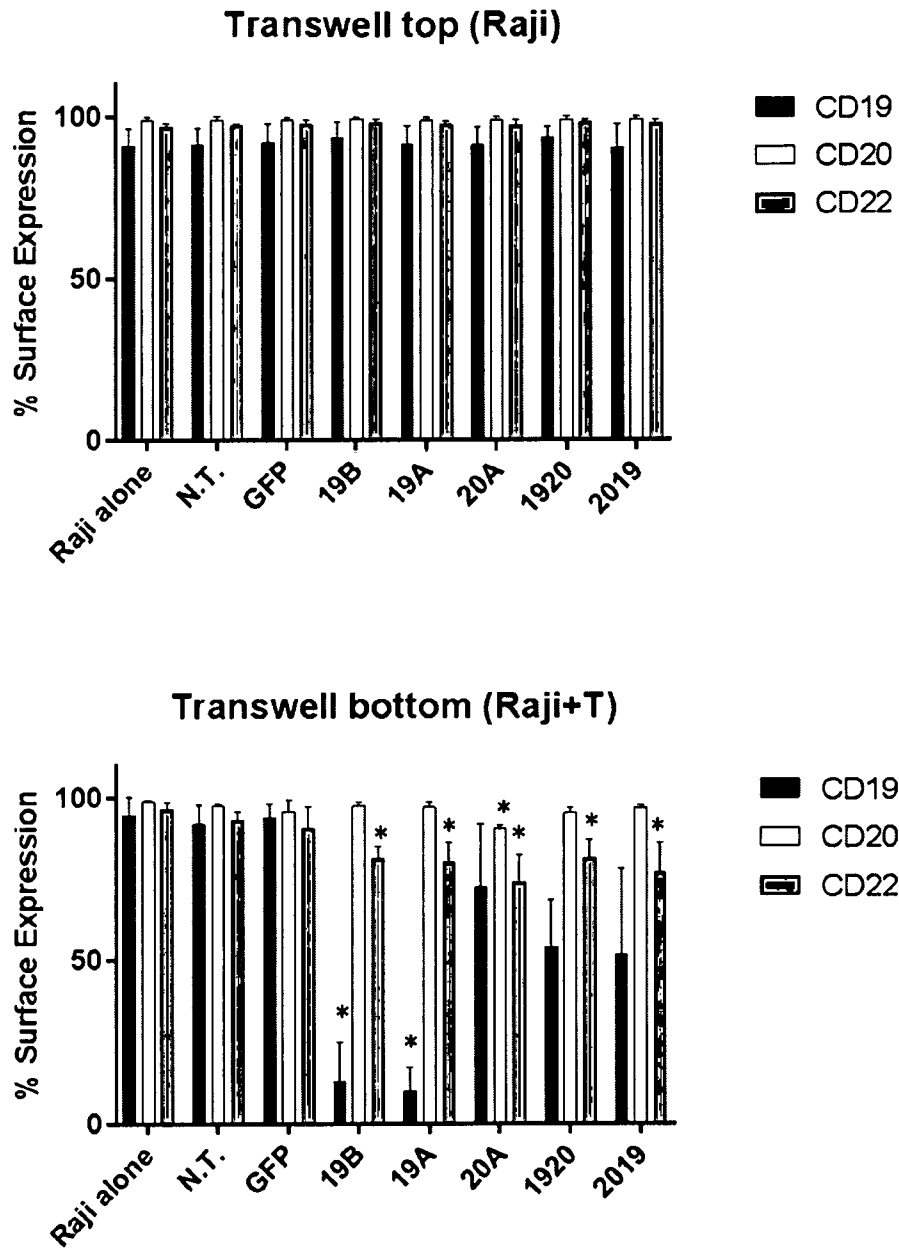 Transwell top (Raji)
% Surface Expression
100
50
0
CD19
CD20
CD22
Raji alone
N.T.
GFP
19B
19A
20A
1920
2019
Transwell bottom (Raji+T)
% Surface Expression
100
50
0
* * * * * * * *
CD19
CD20
CD22
Raji alone
N.T.
GFP
19B
19A
20A
1920
2019